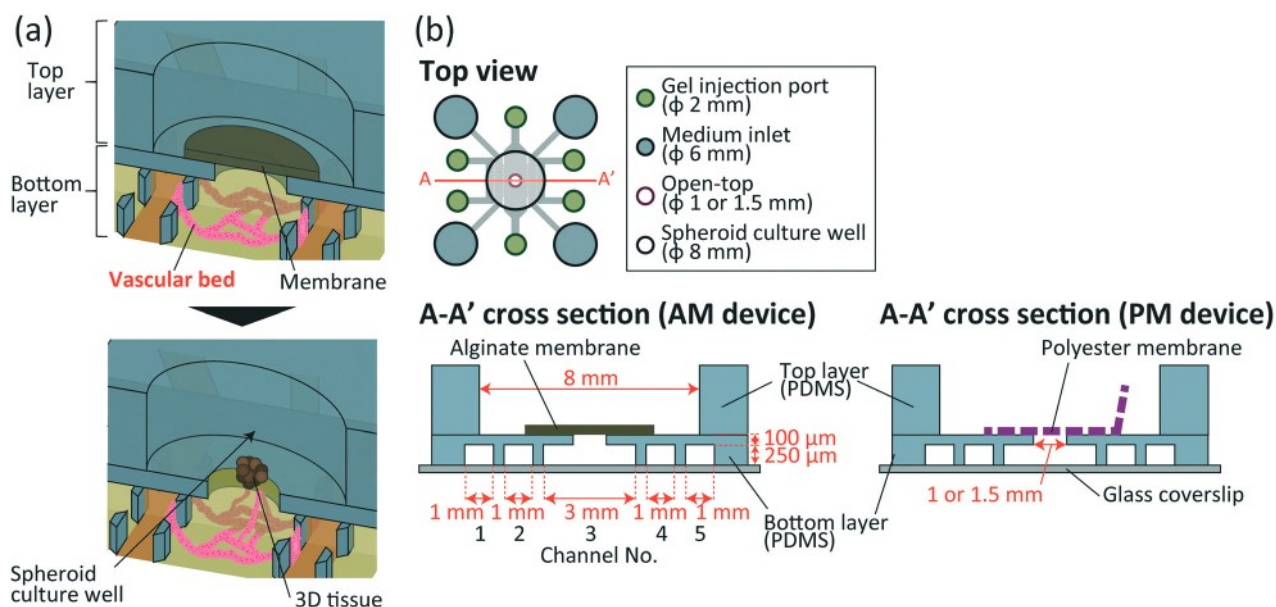 (a)
Top
layer
Bottom
layer
Vascular bed
Membrane
Spheroid
culture well
3D tissue
(b)
Top view
A
A’
Gel injection port
(ϕ 2 mm)
Medium inlet
(ϕ 6 mm)
Open-top
(ϕ 1 or 1.5 mm)
Spheroid culture well
(ϕ 8 mm)
A-A’ cross section (AM device)
Alginate membrane
8 mm
Top layer
(PDMS)
100 μm
250 μm
1 mm 1 mm 3 mm 1 mm 1 mm
1 2 3 4 5
Channel No.
Bottom layer
(PDMS)
A-A’ cross section (PM device)
Polyester membrane
1 or 1.5 mm
Glass coverslip